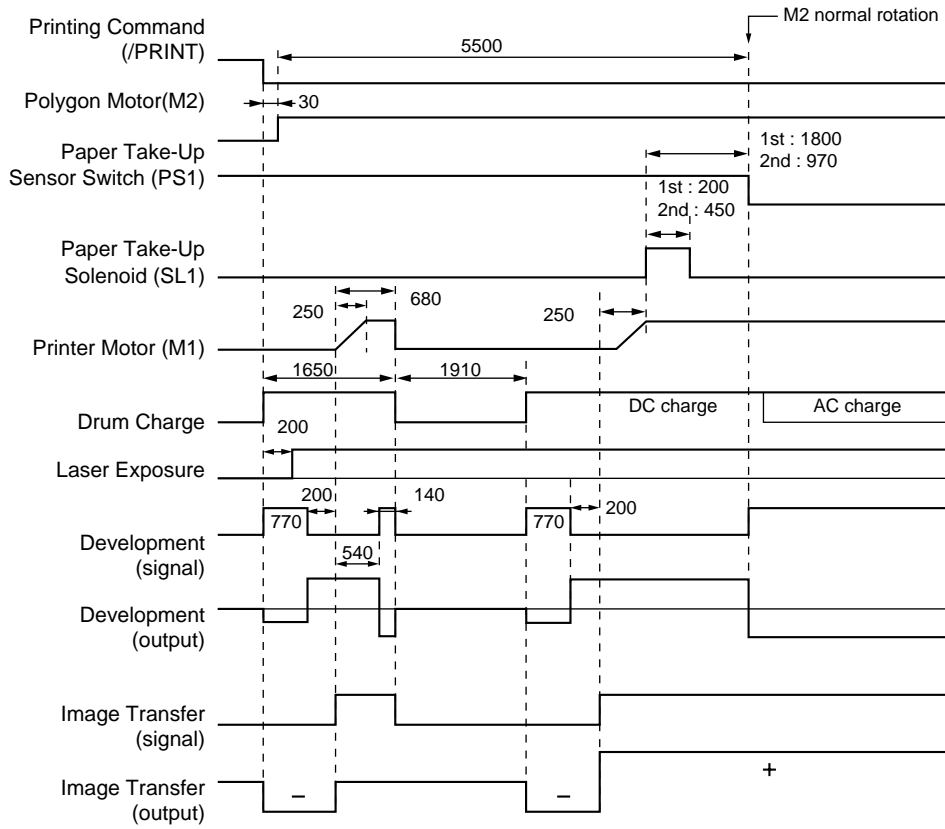 M2 normal rotation
Printing Command
(/PRINT)
5500
Polygon Motor(M2)
30
Paper Take-Up
Sensor Switch (PS1)
1st : 1800
2nd : 970
1st : 200
2nd : 450
Paper Take-Up
Solenoid (SL1)
680
250
250
Printer Motor (M1)
1650
1910
Drum Charge
DC charge
AC charge
200
Laser Exposure
200
140
200
770
770
Development
(signal)
540
Development
(output)
Image Transfer
(signal)
Image Transfer
(output)
–
–
+